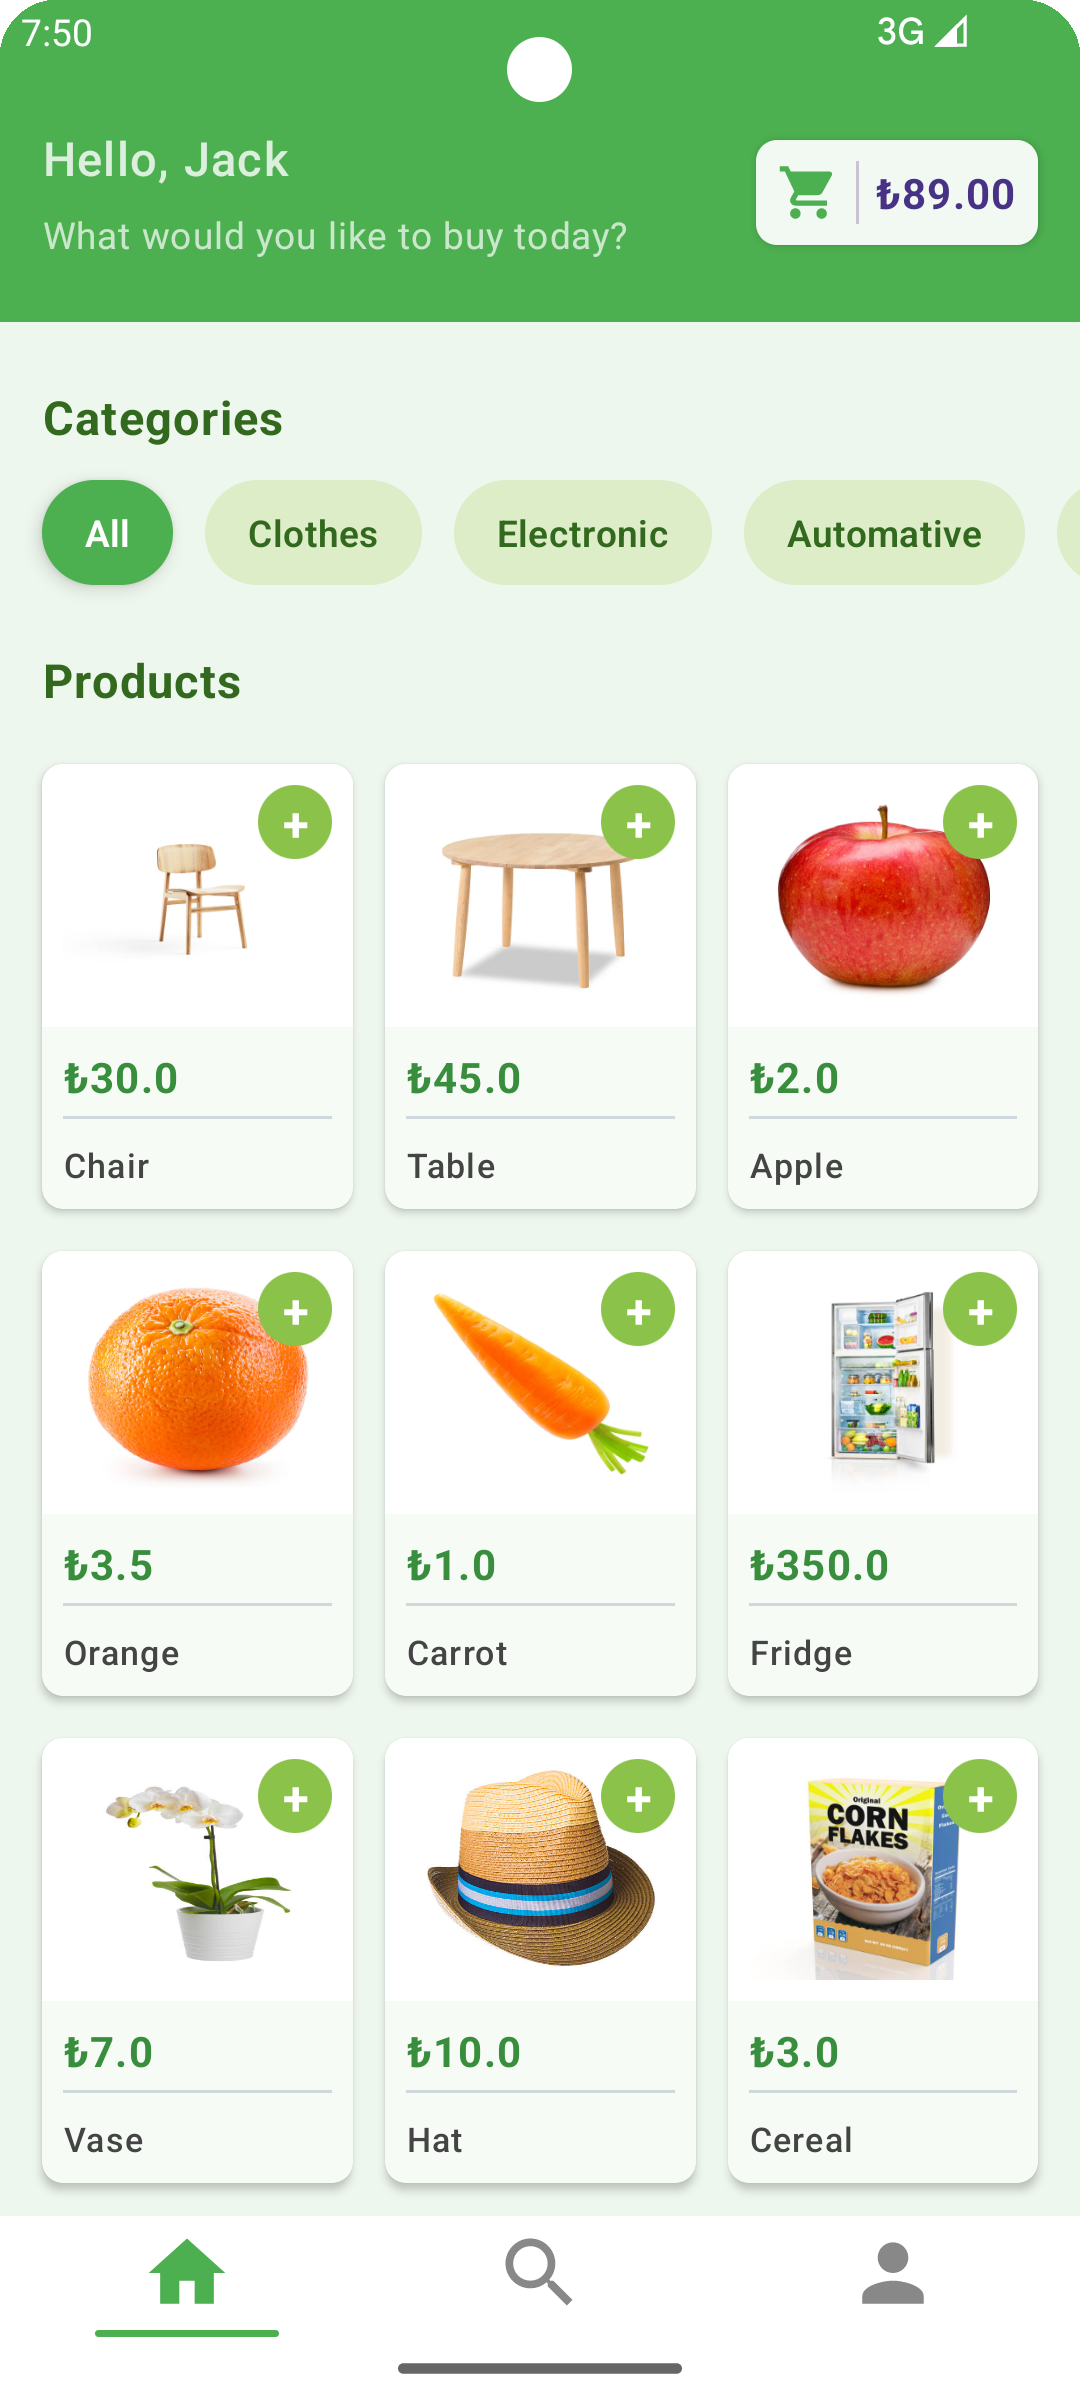 7:50
3G
Hello, Jack
₺89.00
What would you like to buy today?
Categories
All
Clothes
Electronic
Automative
Products
+
+
+
₺30.0
₺45.0
₺2.0
Chair
Table
Apple
+
+
+
₺3.5
₺1.0
₺350.0
Orange
Carrot
Fridge
+
+
+
Original
CORN
FLAKES
₺7.0
₺10.0
₺3.0
Vase
Hat
Cereal